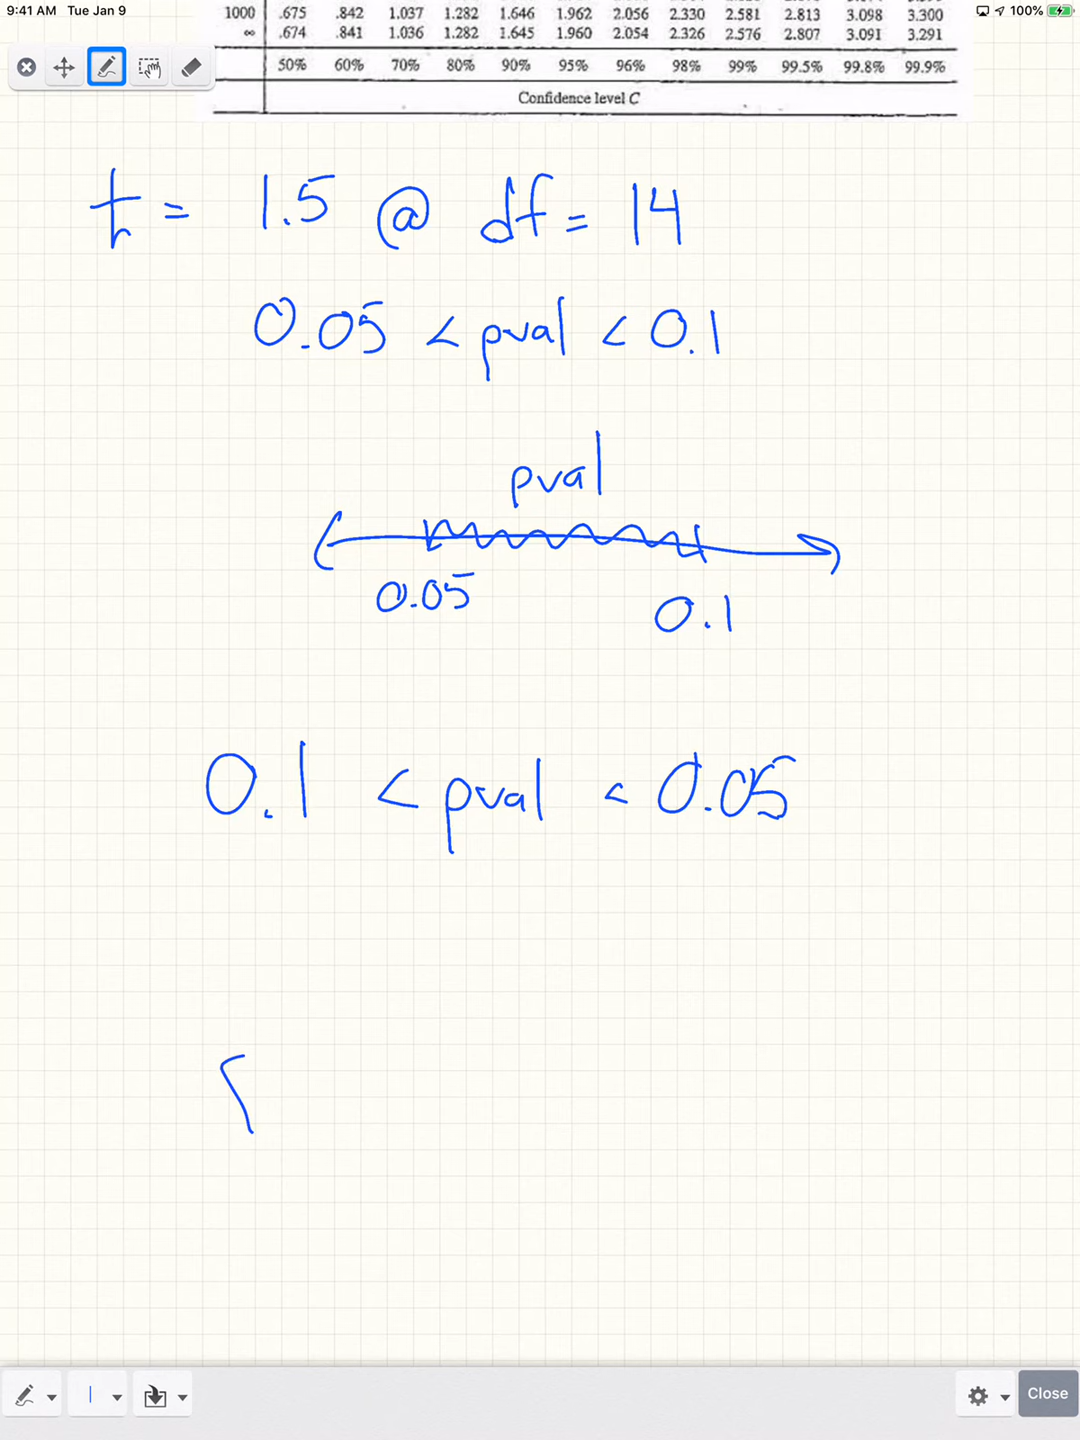 9:41 AM Tue Jan 9 100%
1000 .675 .842 1.037 1.282 1.646 1.962 2.056 2.330 2.581 2.813 3.098 3.300
∞ .674 .841 1.036 1.282 1.645 1.960 2.054 2.326 2.576 2.807 3.091 3.291
50% 60% 70% 80% 90% 95% 96% 98% 99% 99.5% 99.8% 99.9%
Confidence level C
t = 1.5 @ df = 14
0.05 < pval < 0.1
pval
0.05 0.1
0.1 < pval < 0.05
Close